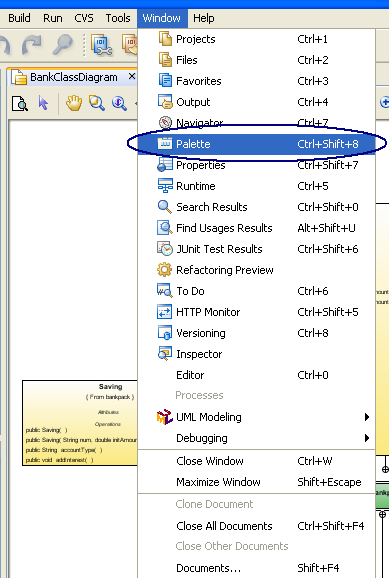 Build Run CVS Tools Window Help
BankClassDiagram ×
Projects Ctrl+1
Files Ctrl+2
Favorites Ctrl+3
Output Ctrl+4
Navigator Ctrl+7
Palette Ctrl+Shift+8
Properties Ctrl+Shift+7
Runtime Ctrl+5
Search Results Ctrl+Shift+0
Find Usages Results Alt+Shift+U
JUnit Test Results Ctrl+Shift+6
Refactoring Preview
To Do Ctrl+6
HTTP Monitor Ctrl+Shift+5
Versioning Ctrl+8
Inspector
Editor Ctrl+0
Processes
UML Modeling
Debugging
Close Window Ctrl+W
Maximize Window Shift+Escape
Clone Document
Close All Documents Ctrl+Shift+F4
Close Other Documents
Documents... Shift+F4
Saving
( From bankpack )
Attributes
Operations
public Saving( )
public Saving( String num, double initAmoun
public String accountType( )
public void addInterest( )